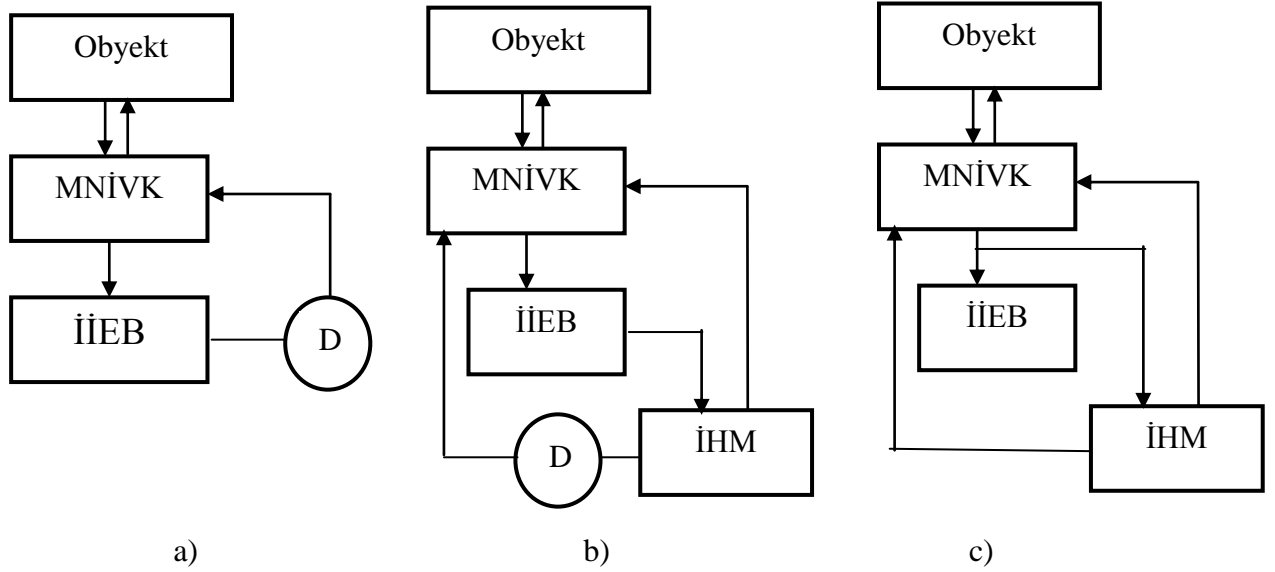 Obyekt
MNİVK
İİEB
D
a)
Obyekt
MNİVK
İİEB
İHM
D
b)
Obyekt
MNİVK
İİEB
İHM
c)